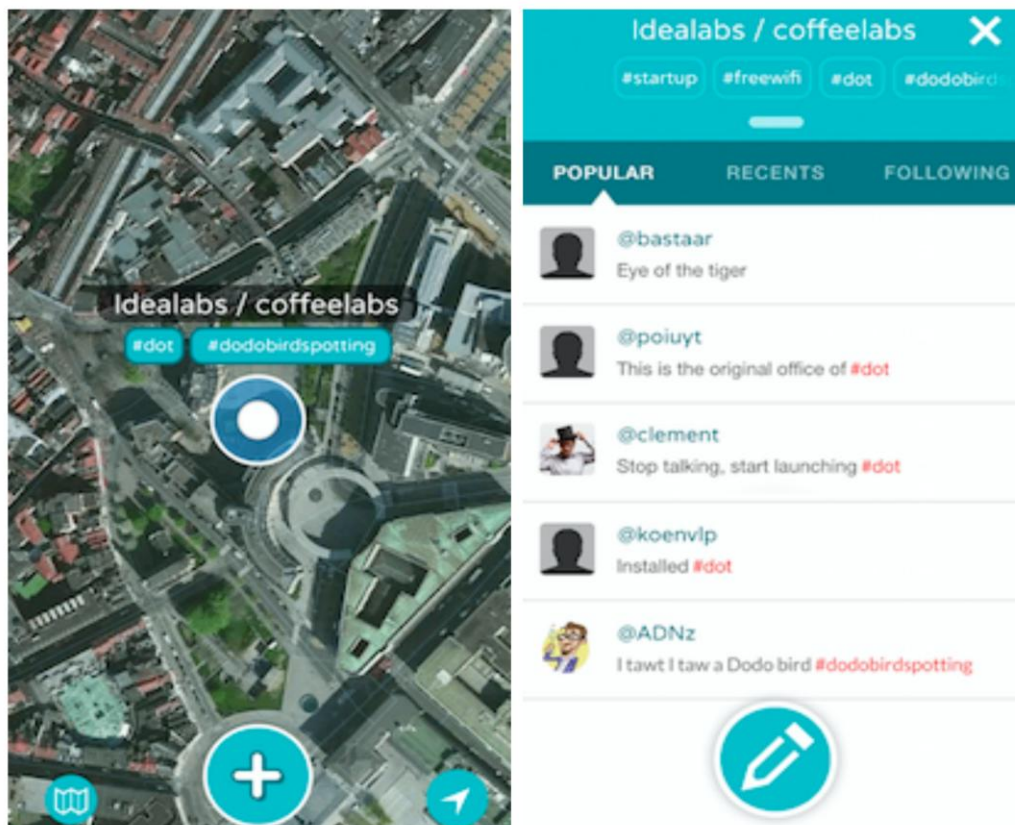 Idealabs / coffeelabs
#dot #dodobirdspotting
Idealabs / coffeelabs
#startup #freewifi #dot #dodobirds
POPULAR RECENTS FOLLOWING
@bastaar
Eye of the tiger
@poiuyt
This is the original office of #dot
@clement
Stop talking, start launching #dot
@koenvlp
Installed #dot
@ADNz
I tawt I taw a Dodo bird #dodobirdspotting